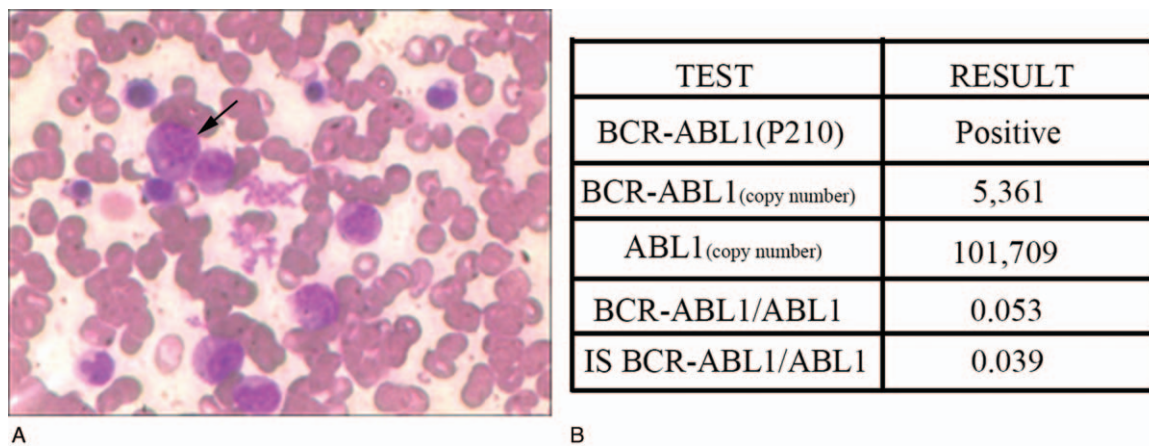 TEST RESULT
BCR-ABL1(P210) Positive
BCR-ABL1(copy number) 5,361
ABL1(copy number) 101,709
BCR-ABL1/ABL1 0.053
IS BCR-ABL1/ABL1 0.039
A B